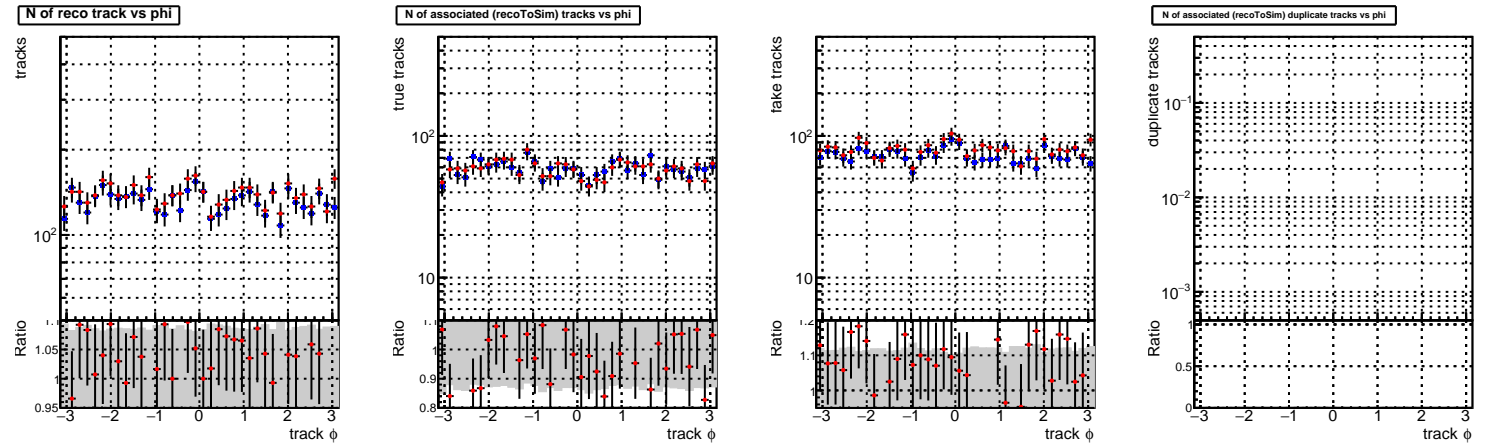 N of reco track vs phi
tracks
10²
Ratio
1.1
1.05
1
0.95
−3 −2 −1 0 1 2 3
track ϕ
N of associated (recoToSim) tracks vs phi
true tracks
10²
10
Ratio
1.1
1
0.9
0.8
−3 −2 −1 0 1 2 3
track ϕ
fake tracks
10²
10
Ratio
1.2
1.1
1
−3 −2 −1 0 1 2 3
track ϕ
N of associated (recoToSim) duplicate tracks vs phi
duplicate tracks
10⁻¹
10⁻²
10⁻³
Ratio
1
0.5
0
−3 −2 −1 0 1 2 3
track ϕ